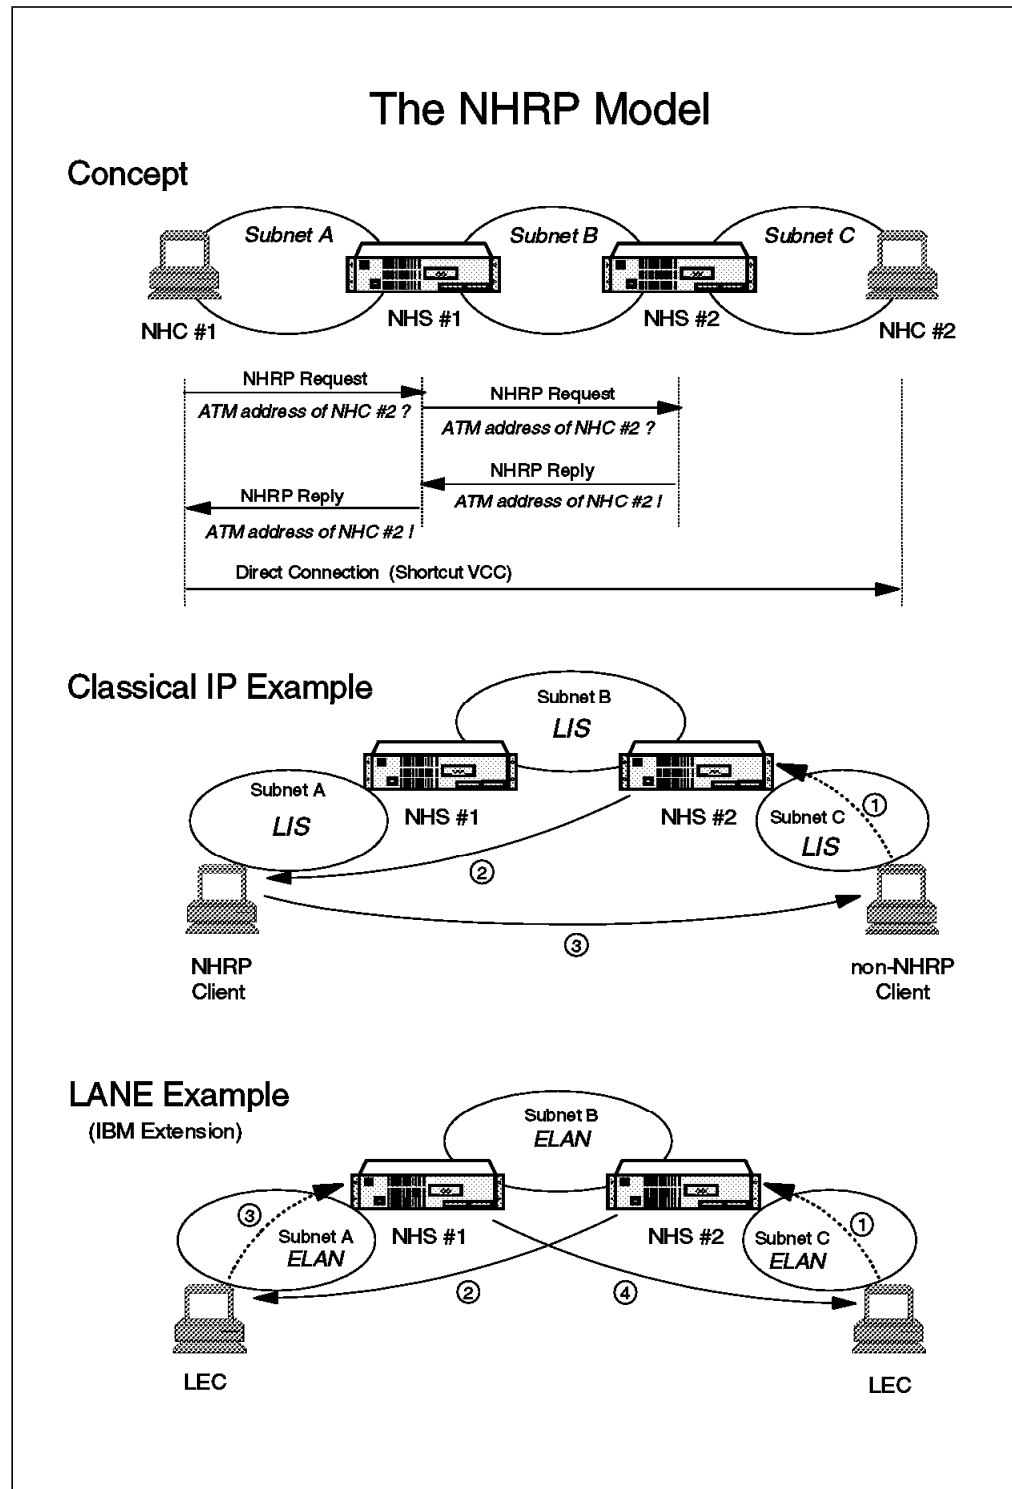 The NHRP Model
Concept
Subnet A
Subnet B
Subnet C
NHC #1
NHS #1
NHS #2
NHC #2
NHRP Request
ATM address of NHC #2 ?
NHRP Request
ATM address of NHC #2 ?
NHRP Reply
ATM address of NHC #2 !
NHRP Reply
ATM address of NHC #2 !
Direct Connection (Shortcut VCC)
Classical IP Example
Subnet B
LIS
Subnet A
LIS
NHS #1
NHS #2
Subnet C
LIS
1
2
3
NHRP
Client
non-NHRP
Client
LANE Example
(IBM Extension)
Subnet B
ELAN
3
Subnet A
ELAN
NHS #1
NHS #2
Subnet C
ELAN
1
2
4
LEC
LEC